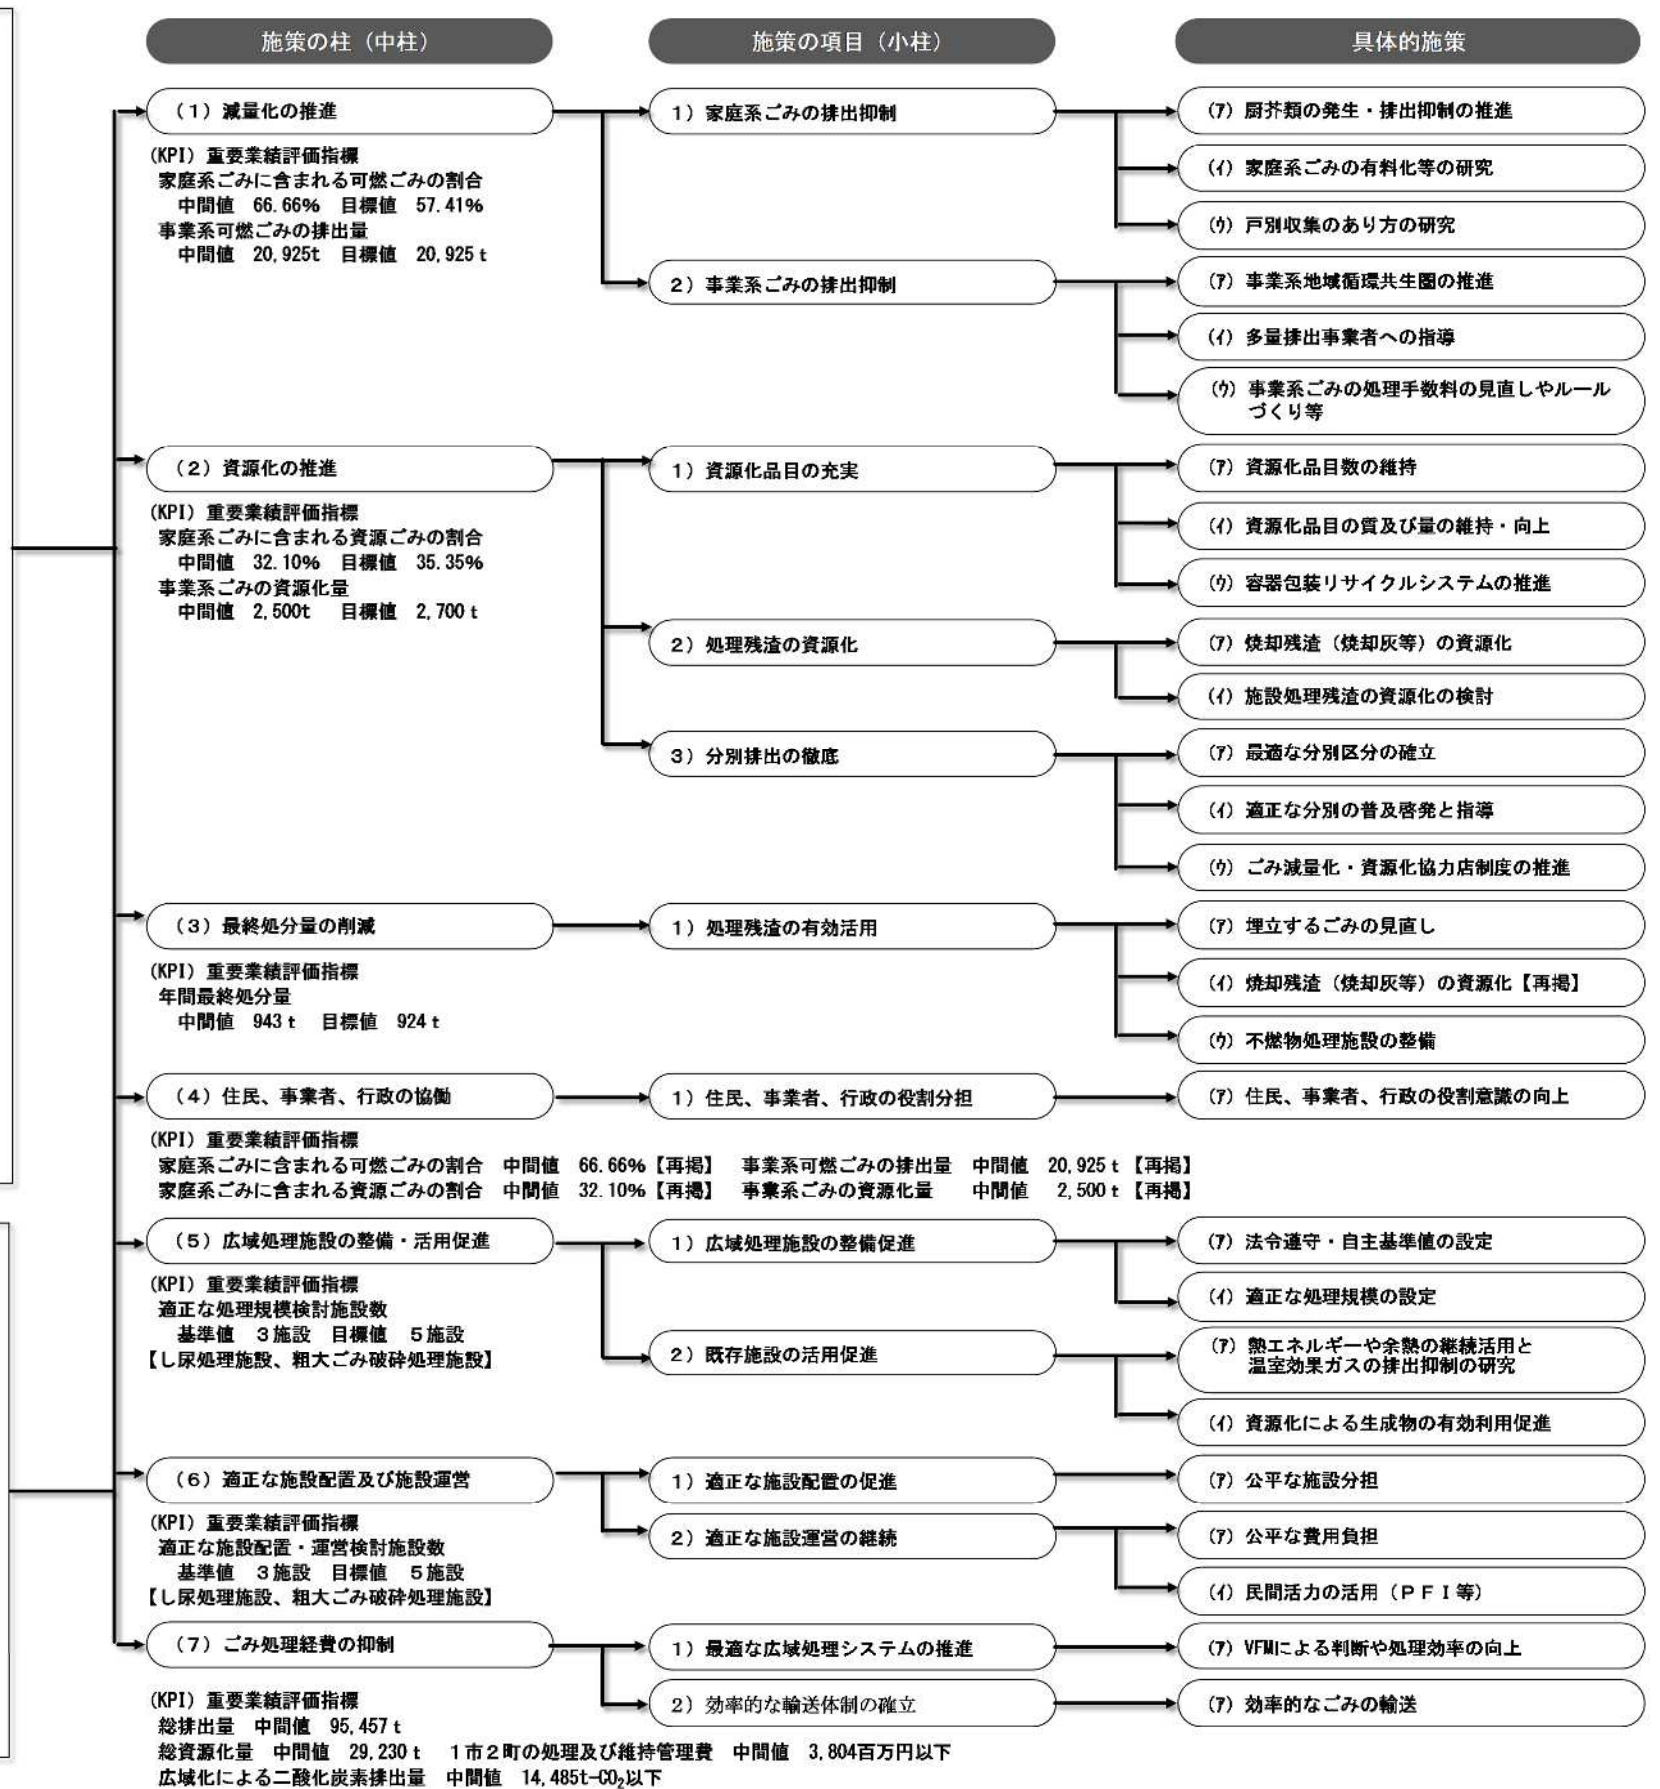 施策の柱（中柱）
施策の項目（小柱）
具体的施策
（１）減量化の推進
(KPI) 重要業績評価指標
家庭系ごみに含まれる可燃ごみの割合
中間値　66.66%　目標値　57.41%
事業系可燃ごみの排出量
中間値　20,925t　目標値　20,925ｔ
１）家庭系ごみの排出抑制
(ｱ) 厨芥類の発生・排出抑制の推進
(ｲ) 家庭系ごみの有料化等の研究
(ｳ) 戸別収集のあり方の研究
２）事業系ごみの排出抑制
(ｱ) 事業系地域循環共生圏の推進
(ｲ) 多量排出事業者への指導
(ｳ) 事業系ごみの処理手数料の見直しやルール
づくり等
（２）資源化の推進
(KPI) 重要業績評価指標
家庭系ごみに含まれる資源ごみの割合
中間値　32.10%　目標値　35.35%
事業系ごみの資源化量
中間値　2,500t　目標値　2,700ｔ
１）資源化品目の充実
(ｱ) 資源化品目数の維持
(ｲ) 資源化品目の質及び量の維持・向上
(ｳ) 容器包装リサイクルシステムの推進
２）処理残渣の資源化
(ｱ) 焼却残渣（焼却灰等）の資源化
(ｲ) 施設処理残渣の資源化の検討
３）分別排出の徹底
(ｱ) 最適な分別区分の確立
(ｲ) 適正な分別の普及啓発と指導
(ｳ) ごみ減量化・資源化協力店制度の推進
（３）最終処分量の削減
(KPI) 重要業績評価指標
年間最終処分量
中間値　943ｔ　目標値　924ｔ
１）処理残渣の有効活用
(ｱ) 埋立するごみの見直し
(ｲ) 焼却残渣（焼却灰等）の資源化【再掲】
(ｳ) 不燃物処理施設の整備
（４）住民、事業者、行政の協働
１）住民、事業者、行政の役割分担
(ｱ) 住民、事業者、行政の役割意識の向上
(KPI) 重要業績評価指標
家庭系ごみに含まれる可燃ごみの割合　中間値　66.66%【再掲】　事業系可燃ごみの排出量　中間値　20,925ｔ【再掲】
家庭系ごみに含まれる資源ごみの割合　中間値　32.10%【再掲】　事業系ごみの資源化量　中間値　2,500ｔ【再掲】
（５）広域処理施設の整備・活用促進
(KPI) 重要業績評価指標
適正な処理規模検討施設数
基準値　３施設　目標値　５施設
【し尿処理施設、粗大ごみ破砕処理施設】
１）広域処理施設の整備促進
(ｱ) 法令遵守・自主基準値の設定
(ｲ) 適正な処理規模の設定
２）既存施設の活用促進
(ｱ) 熱エネルギーや余熱の継続活用と
温室効果ガスの排出抑制の研究
(ｲ) 資源化による生成物の有効利用促進
（６）適正な施設配置及び施設運営
(KPI) 重要業績評価指標
適正な施設配置・運営検討施設数
基準値　３施設　目標値　５施設
【し尿処理施設、粗大ごみ破砕処理施設】
１）適正な施設配置の促進
(ｱ) 公平な施設分担
２）適正な施設運営の継続
(ｱ) 公平な費用負担
(ｲ) 民間活力の活用（ＰＦＩ等）
（７）ごみ処理経費の抑制
１）最適な広域処理システムの推進
(ｱ) VFMによる判断や処理効率の向上
２）効率的な輸送体制の確立
(ｱ) 効率的なごみの輸送
(KPI) 重要業績評価指標
総排出量　中間値　95,457ｔ
総資源化量　中間値　29,230ｔ　１市２町の処理及び維持管理費　中間値　3,804百万円以下
広域化による二酸化炭素排出量　中間値　14,485t-CO₂以下